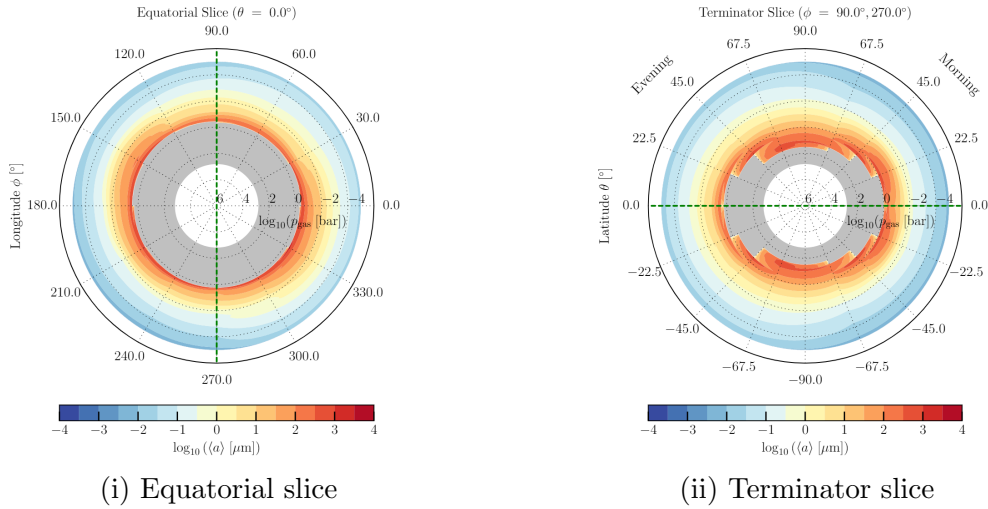 Equatorial Slice (θ = 0.0°)
90.0
120.0
60.0
150.0
30.0
Longitude ϕ [°]
180.0
0.0
6 4 2 0 −2 −4
log₁₀(p_gas [bar])
210.0
330.0
240.0
300.0
270.0
−4 −3 −2 −1 0 1 2 3 4
log₁₀ (⟨a⟩ [μm])
(i) Equatorial slice
Terminator Slice (ϕ = 90.0°, 270.0°)
90.0
67.5
67.5
Evening
Morning
45.0
45.0
22.5
22.5
Latitude θ [°]
0.0
0.0
6 4 2 0 −2 −4
log₁₀(p_gas [bar])
−22.5
−22.5
−45.0
−45.0
−67.5
−67.5
−90.0
−4 −3 −2 −1 0 1 2 3 4
log₁₀ (⟨a⟩ [μm])
(ii) Terminator slice